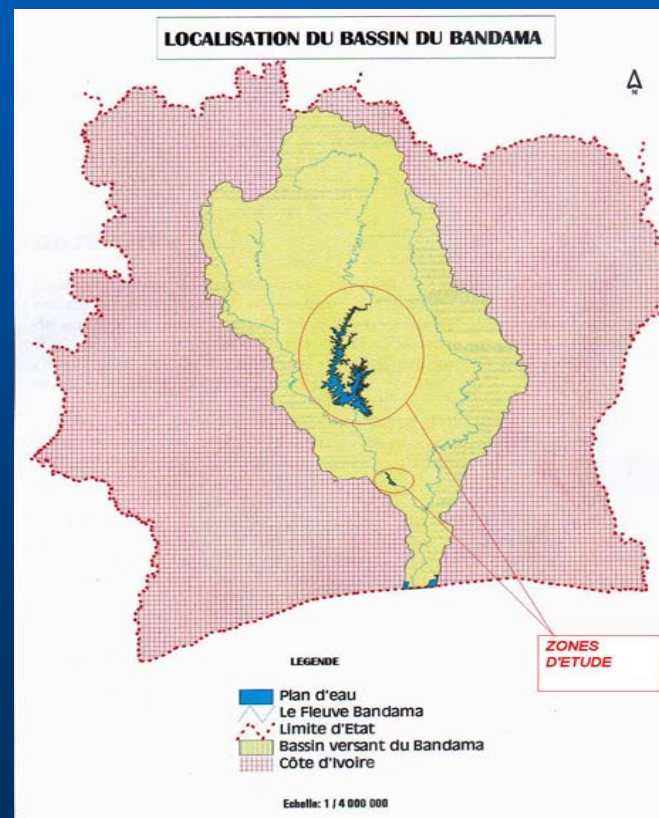 LOCALISATION DU BASSIN DU BANDAMA
N
ZONES
D'ETUDE
LEGENDE
Plan d'eau
Le Fleuve Bandama
Limite d'Etat
Bassin versant du Bandama
Côte d'Ivoire
Echelle: 1 / 4 000 000